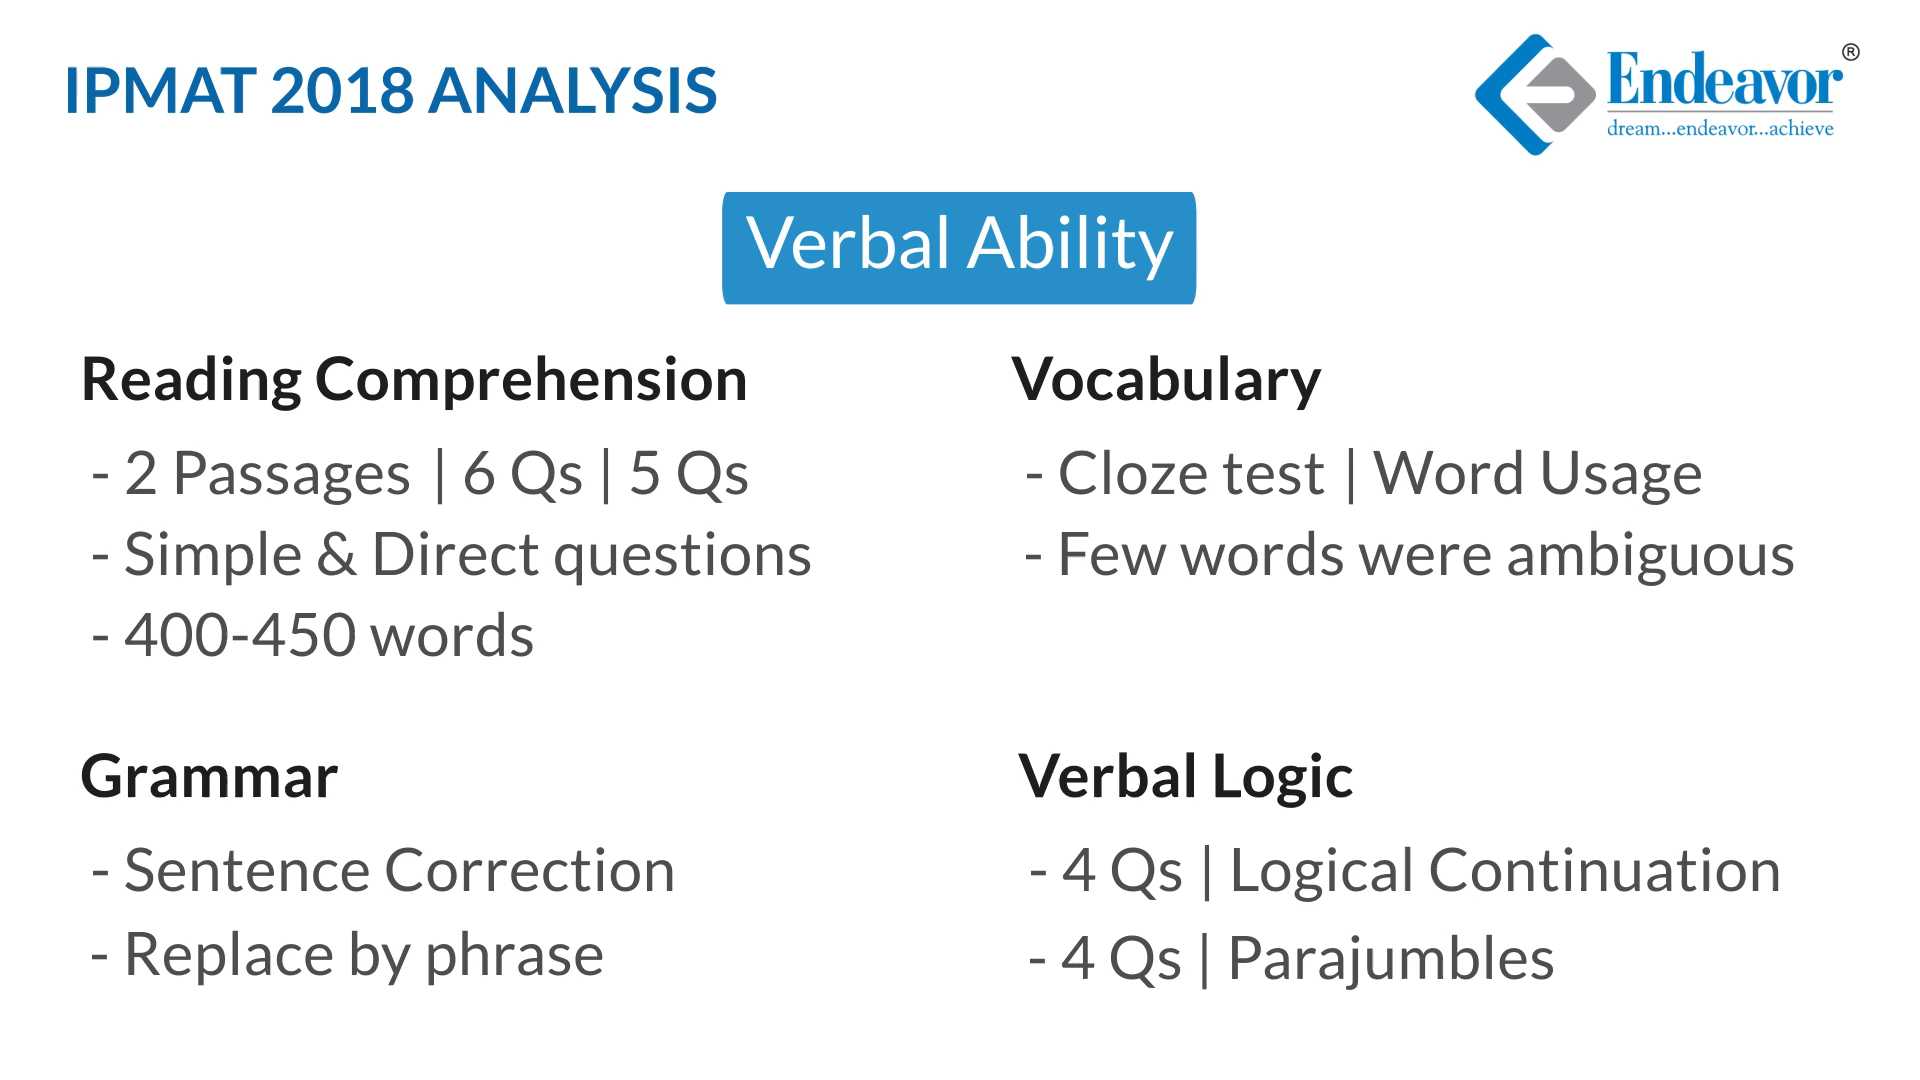 IPMAT 2018 ANALYSIS
Endeavor®
dream...endeavor...achieve
Verbal Ability
Reading Comprehension
- 2 Passages | 6 Qs | 5 Qs
- Simple & Direct questions
- 400-450 words
Vocabulary
- Cloze test | Word Usage
- Few words were ambiguous
Grammar
- Sentence Correction
- Replace by phrase
Verbal Logic
- 4 Qs | Logical Continuation
- 4 Qs | Parajumbles